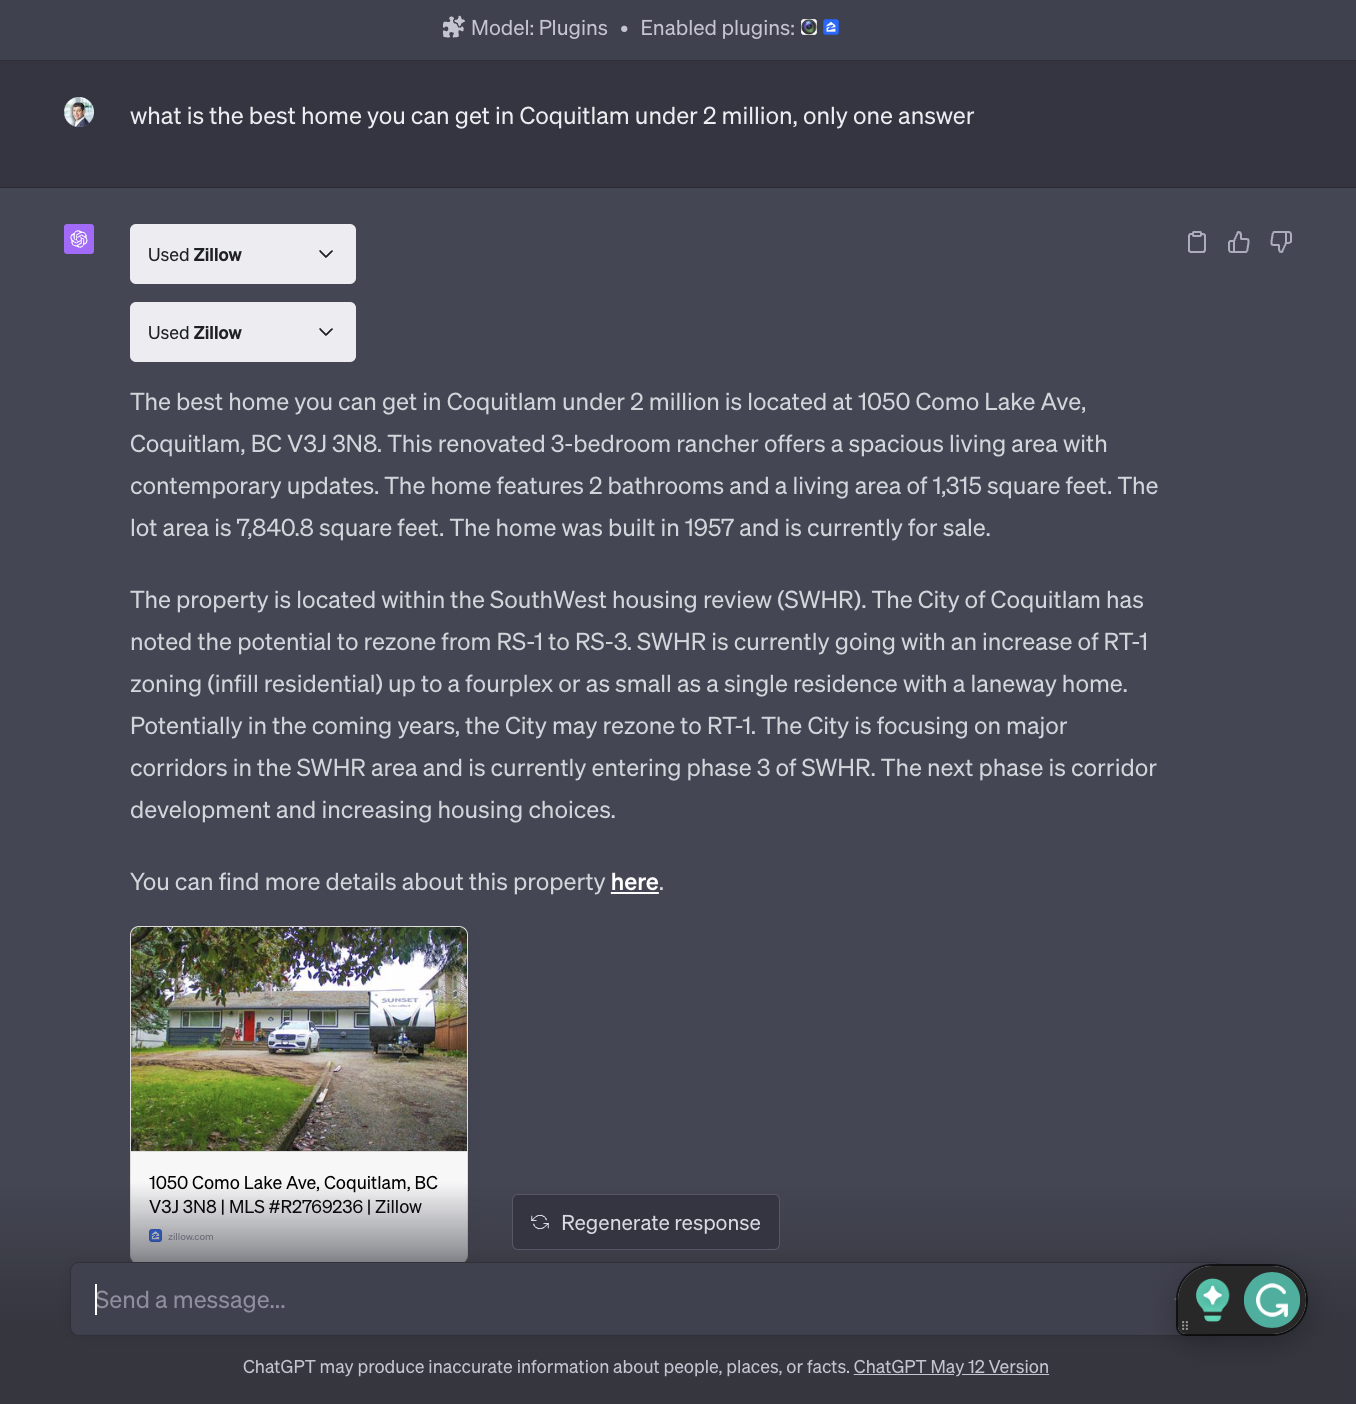 Model: Plugins • Enabled plugins:
what is the best home you can get in Coquitlam under 2 million, only one answer
Used Zillow
Used Zillow
The best home you can get in Coquitlam under 2 million is located at 1050 Como Lake Ave,
Coquitlam, BC V3J 3N8. This renovated 3-bedroom rancher offers a spacious living area with
contemporary updates. The home features 2 bathrooms and a living area of 1,315 square feet. The
lot area is 7,840.8 square feet. The home was built in 1957 and is currently for sale.
The property is located within the SouthWest housing review (SWHR). The City of Coquitlam has
noted the potential to rezone from RS-1 to RS-3. SWHR is currently going with an increase of RT-1
zoning (infill residential) up to a fourplex or as small as a single residence with a laneway home.
Potentially in the coming years, the City may rezone to RT-1. The City is focusing on major
corridors in the SWHR area and is currently entering phase 3 of SWHR. The next phase is corridor
development and increasing housing choices.
You can find more details about this property here.
SUNSET
1050 Como Lake Ave, Coquitlam, BC
V3J 3N8 | MLS #R2769236 | Zillow
zillow.com
Regenerate response
Send a message...
ChatGPT may produce inaccurate information about people, places, or facts. ChatGPT May 12 Version